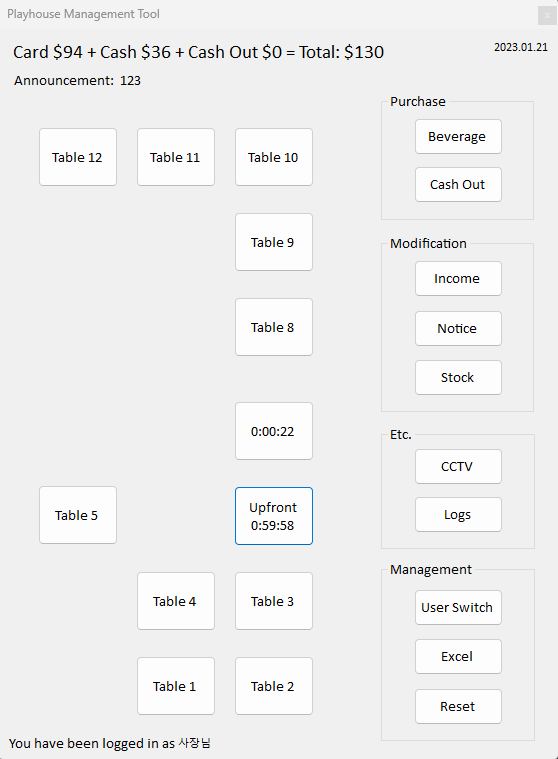 Playhouse Management Tool
Card $94 + Cash $36 + Cash Out $0 = Total: $130
2023.01.21
Announcement: 123
Purchase
Beverage
Cash Out
Table 12
Table 11
Table 10
Table 9
Table 8
Modification
Income
Notice
Stock
0:00:22
Upfront
0:59:58
Table 5
Etc.
CCTV
Logs
Table 4
Table 3
Table 1
Table 2
Management
User Switch
Excel
Reset
You have been logged in as 사장님